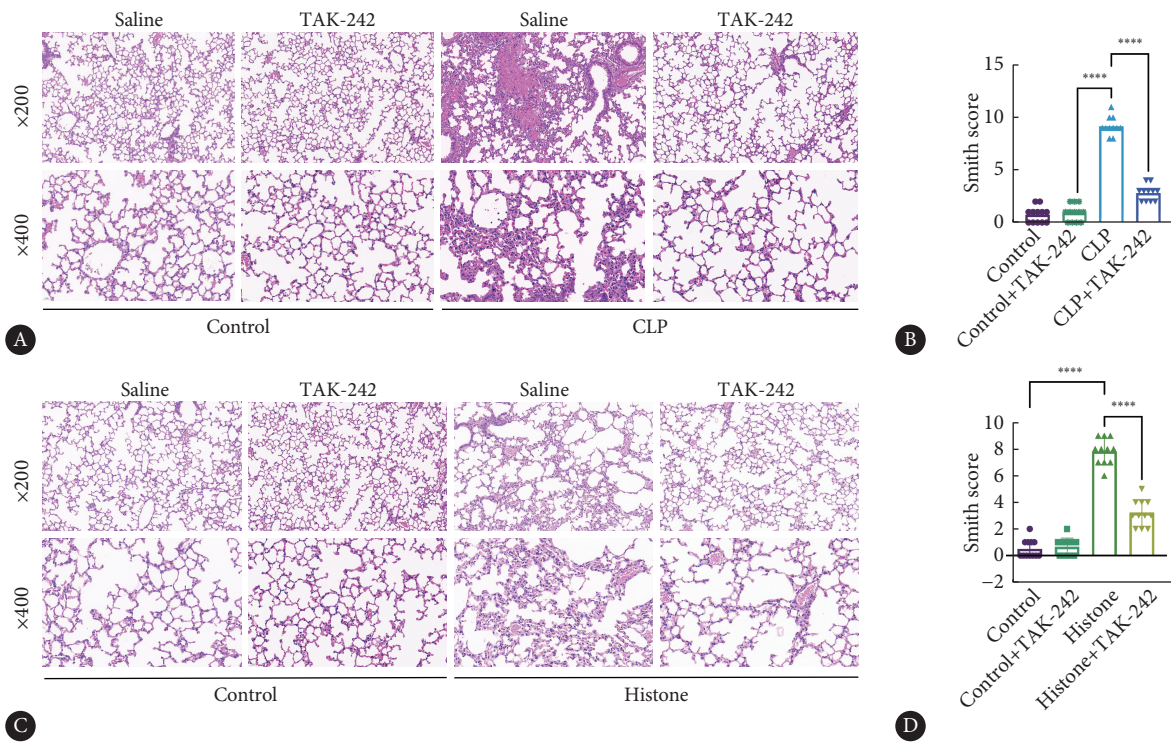 A
Saline
TAK-242
Saline
TAK-242
×200
×400
Control
CLP
B
****
****
Smith score
15
10
5
0
Control
Control+TAK-242
CLP
CLP+TAK-242
C
Saline
TAK-242
Saline
TAK-242
×200
×400
Control
Histone
D
****
****
Smith score
10
8
6
4
2
0
−2
Control
Control+TAK-242
Histone
Histone+TAK-242